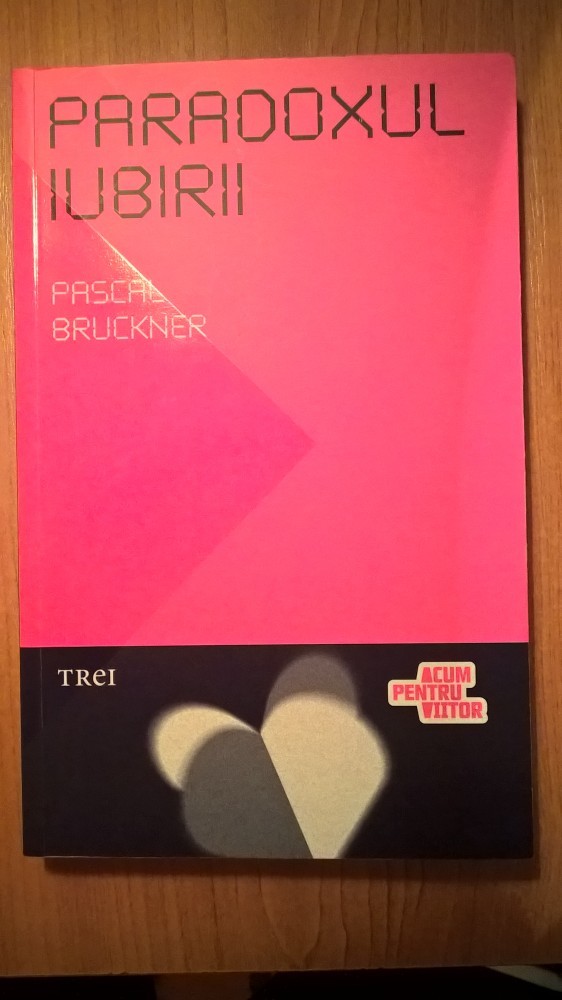 PARADOXUL
IUBIRII
PASCAL
BRUCKNER
TREI
ACUM
PENTRU
VIITOR